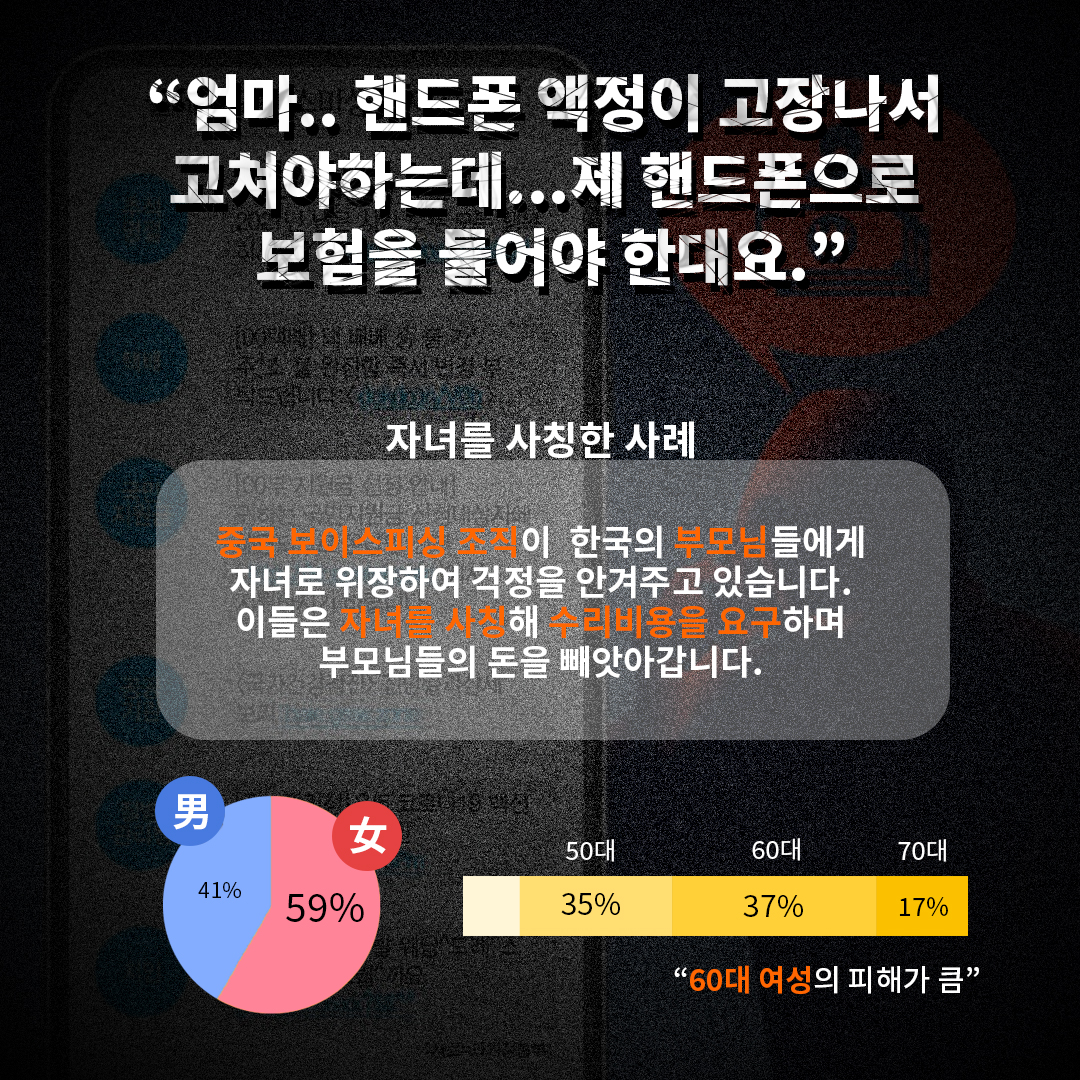 “엄마.. 핸드폰 액정이 고장나서
고쳐야하는데...제 핸드폰으로
보험을 들어야 한대요.”
자녀를 사칭한 사례
중국 보이스피싱 조직이 한국의 부모님들에게
자녀로 위장하여 걱정을 안겨주고 있습니다.
이들은 자녀를 사칭해 수리비용을 요구하며
부모님들의 돈을 빼앗아갑니다.
男
女
41%
59%
50대 60대 70대
35% 37% 17%
“60대 여성의 피해가 큼”